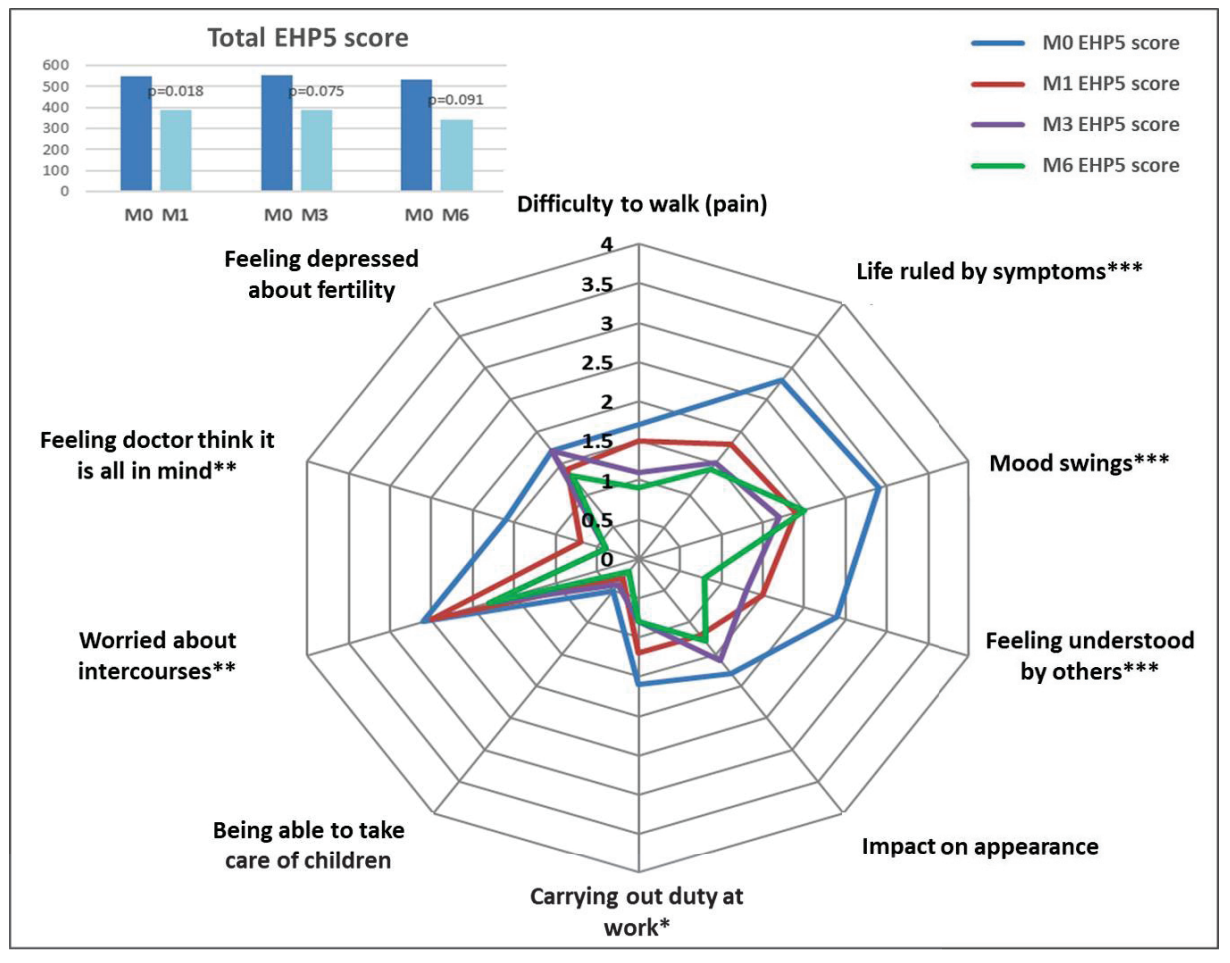 Total EHP5 score
600
500
400
300
200
100
0
p=0.018
p=0.075
p=0.091
M0 M1
M0 M3
M0 M6
M0 EHP5 score
M1 EHP5 score
M3 EHP5 score
M6 EHP5 score
Difficulty to walk (pain)
Life ruled by symptoms***
Mood swings***
Feeling understood
by others***
Impact on appearance
Carrying out duty at
work*
Being able to take
care of children
Worried about
intercourses**
Feeling doctor think it
is all in mind**
Feeling depressed
about fertility
4
3.5
3
2.5
2
1.5
1
0.5
0